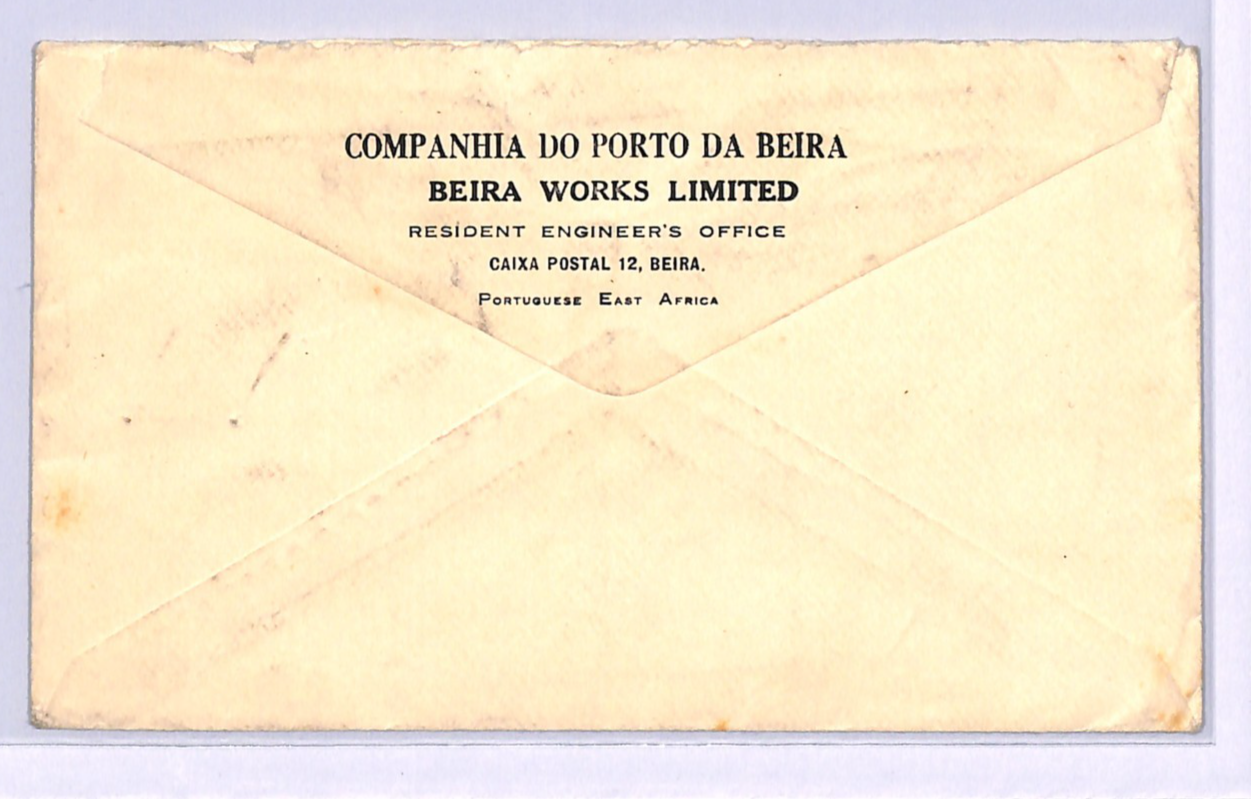 COMPANHIA DO PORTO DA BEIRA
BEIRA WORKS LIMITED
RESIDENT ENGINEER'S OFFICE
CAIXA POSTAL 12, BEIRA.
PORTUGUESE EAST AFRICA